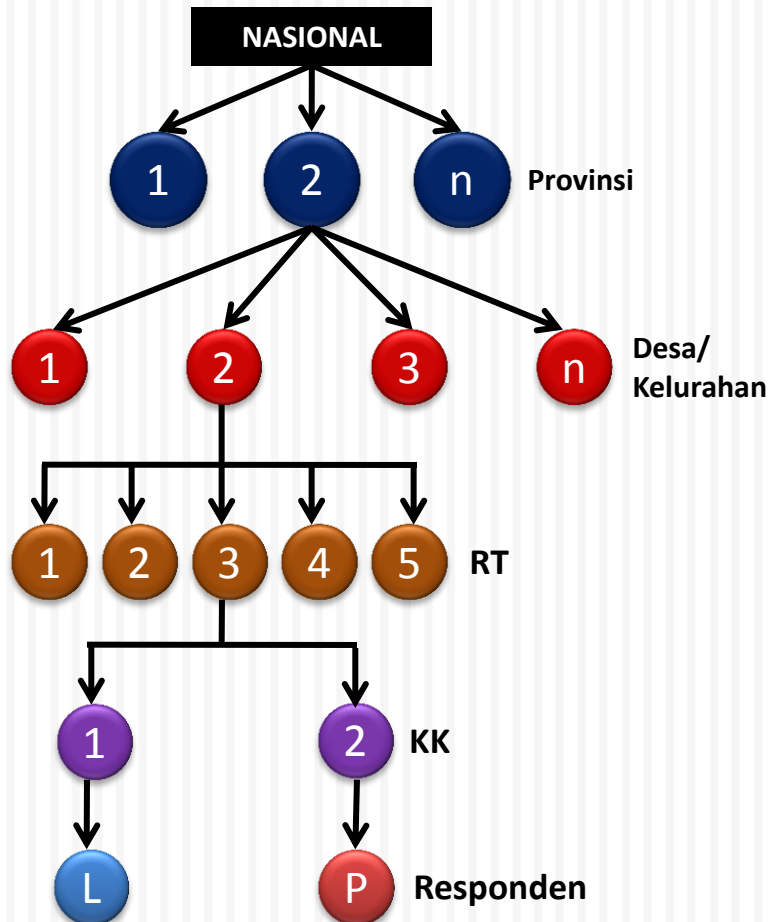 NASIONAL
1 2 n Provinsi
1 2 3 n Desa/
Kelurahan
1 2 3 4 5 RT
1 2 KK
L P Responden